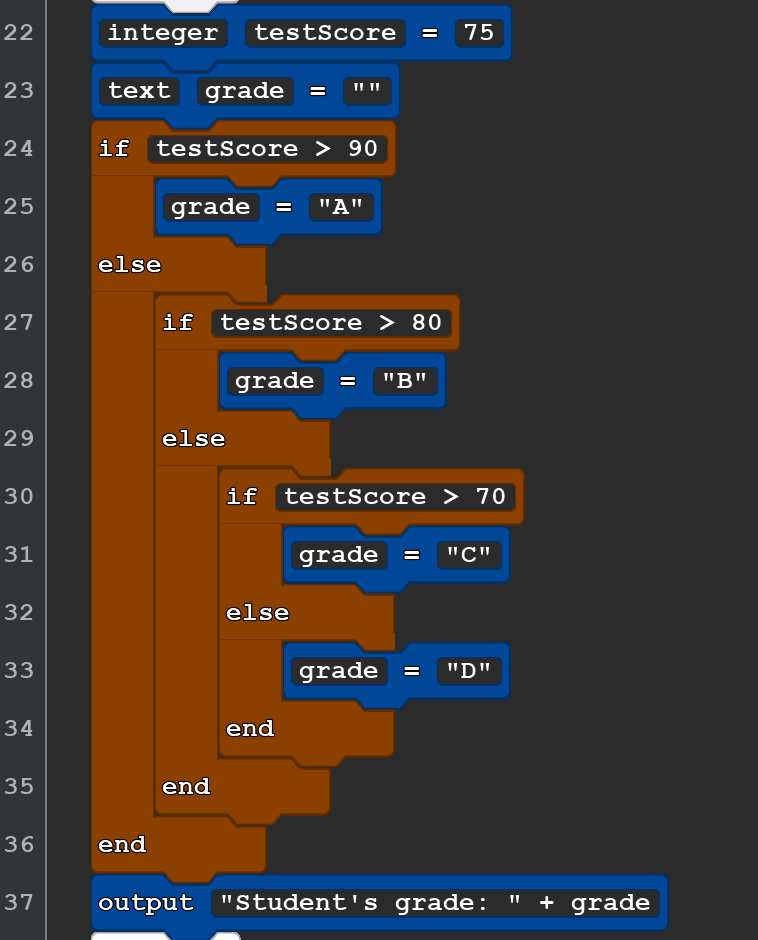 22 integer testScore = 75
23 text grade = ""
24 if testScore > 90
25 grade = "A"
26 else
27 if testScore > 80
28 grade = "B"
29 else
30 if testScore > 70
31 grade = "C"
32 else
33 grade = "D"
34 end
35 end
36 end
37 output "Student's grade: " + grade